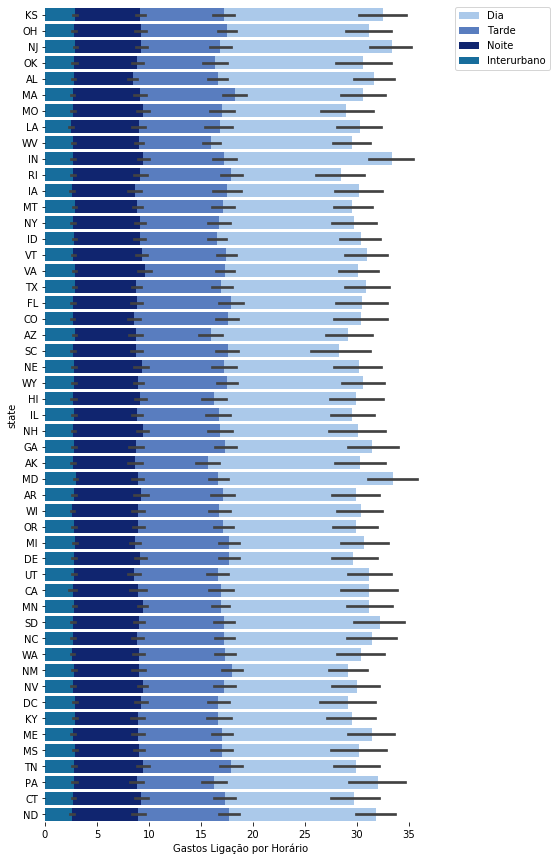 Dia
Tarde
Noite
Interurbano
state
KS
OH
NJ
OK
AL
MA
MO
LA
WV
IN
RI
IA
MT
NY
ID
VT
VA
TX
FL
CO
AZ
SC
NE
WY
HI
IL
NH
GA
AK
MD
AR
WI
OR
MI
DE
UT
CA
MN
SD
NC
WA
NM
NV
DC
KY
ME
MS
TN
PA
CT
ND
0 5 10 15 20 25 30 35
Gastos Ligação por Horário